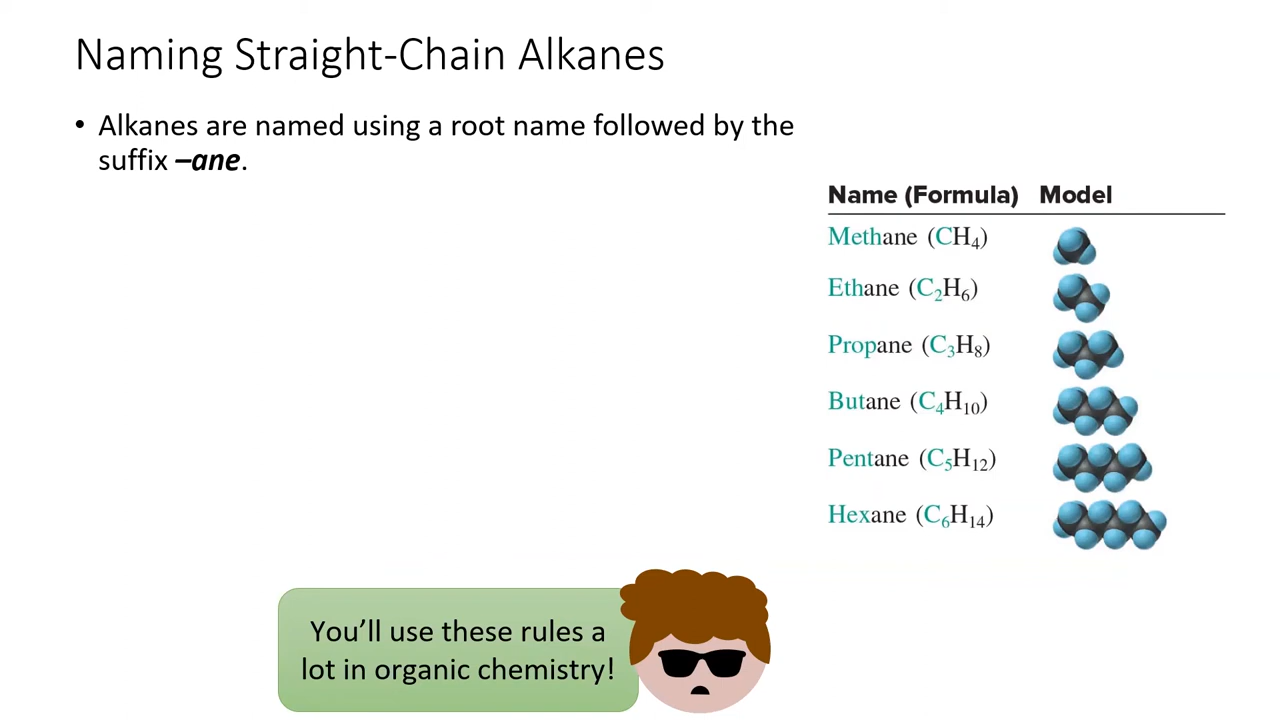 Naming Straight-Chain Alkanes
• Alkanes are named using a root name followed by the
suffix –ane.
Name (Formula) Model
Methane (CH₄)
Ethane (C₂H₆)
Propane (C₃H₈)
Butane (C₄H₁₀)
Pentane (C₅H₁₂)
Hexane (C₆H₁₄)
You’ll use these rules a
lot in organic chemistry!